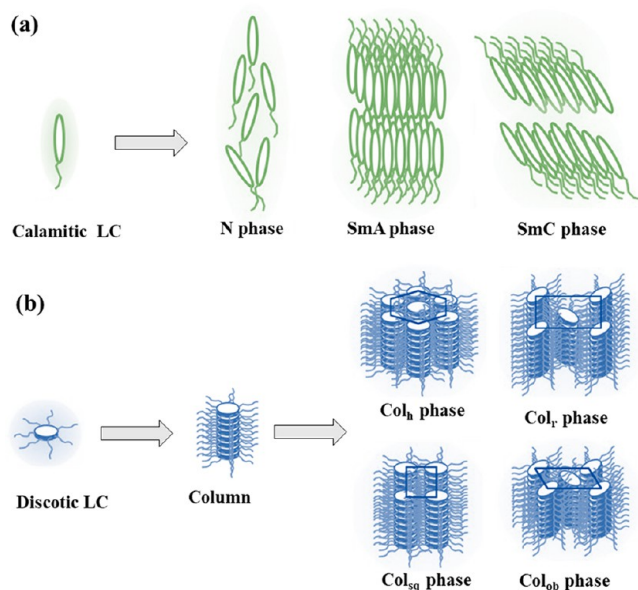 (a)
Calamitic LC
N phase
SmA phase
SmC phase
(b)
Discotic LC
Column
Colh phase
Colr phase
Colsq phase
Colob phase